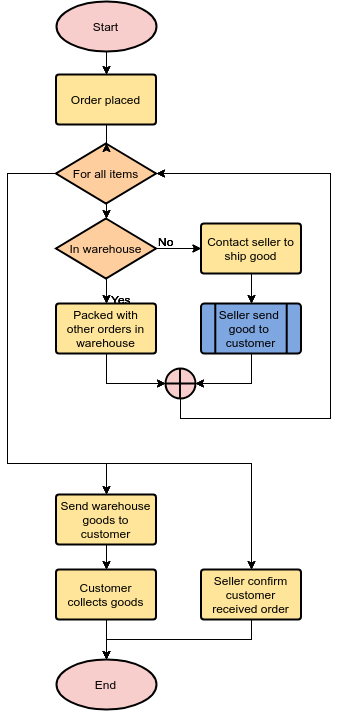 Start
Order placed
For all items
In warehouse
No
Contact seller to
ship good
Yes
Packed with
other orders in
warehouse
Seller send
good to
customer
Send warehouse
goods to
customer
Customer
collects goods
Seller confirm
customer
received order
End